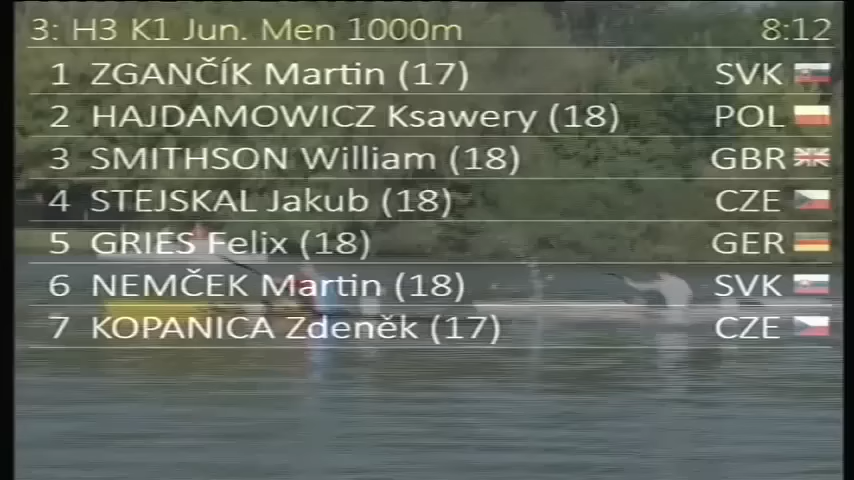 3: H3 K1 Jun. Men 1000m 8:12
1 ZGANČÍK Martin (17) SVK
2 HAJDAMOWICZ Ksawery (18) POL
3 SMITHSON William (18) GBR
4 STEJSKAL Jakub (18) CZE
5 GRIES Felix (18) GER
6 NEMČEK Martin (18) SVK
7 KOPANICA Zdeněk (17) CZE